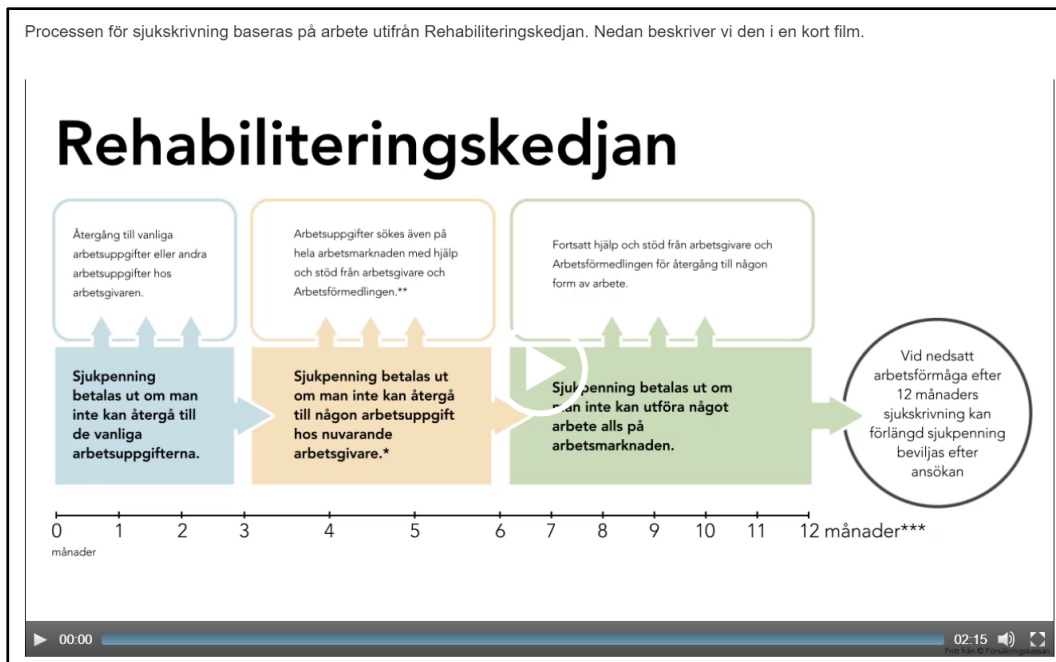 Processen för sjukskrivning baseras på arbete utifrån Rehabiliteringskedjan. Nedan beskriver vi den i en kort film.
Rehabiliteringskedjan
Återgång till vanliga
arbetsuppgifter eller andra
arbetsuppgifter hos
arbetsgivaren.
Arbetsuppgifter sökes även på
hela arbetsmarknaden med hjälp
och stöd från arbetsgivare och
Arbetsförmedlingen.**
Fortsatt hjälp och stöd från arbetsgivare och
Arbetsförmedlingen för återgång till någon
form av arbete.
Sjukpenning
betalas ut om man
inte kan återgå till
de vanliga
arbetsuppgifterna.
Sjukpenning betalas ut
om man inte kan återgå
till någon arbetsuppgift
hos nuvarande
arbetsgivare.*
Sjukpenning betalas ut om
man inte kan utföra något
arbete alls på
arbetsmarknaden.
Vid nedsatt
arbetsförmåga efter
12 månaders
sjukskrivning kan
förlängd sjukpenning
beviljas efter
ansökan
0 1 2 3 4 5 6 7 8 9 10 11 12 månader***
månader
00:00 02:15
Fritt från © Försäkringskassan